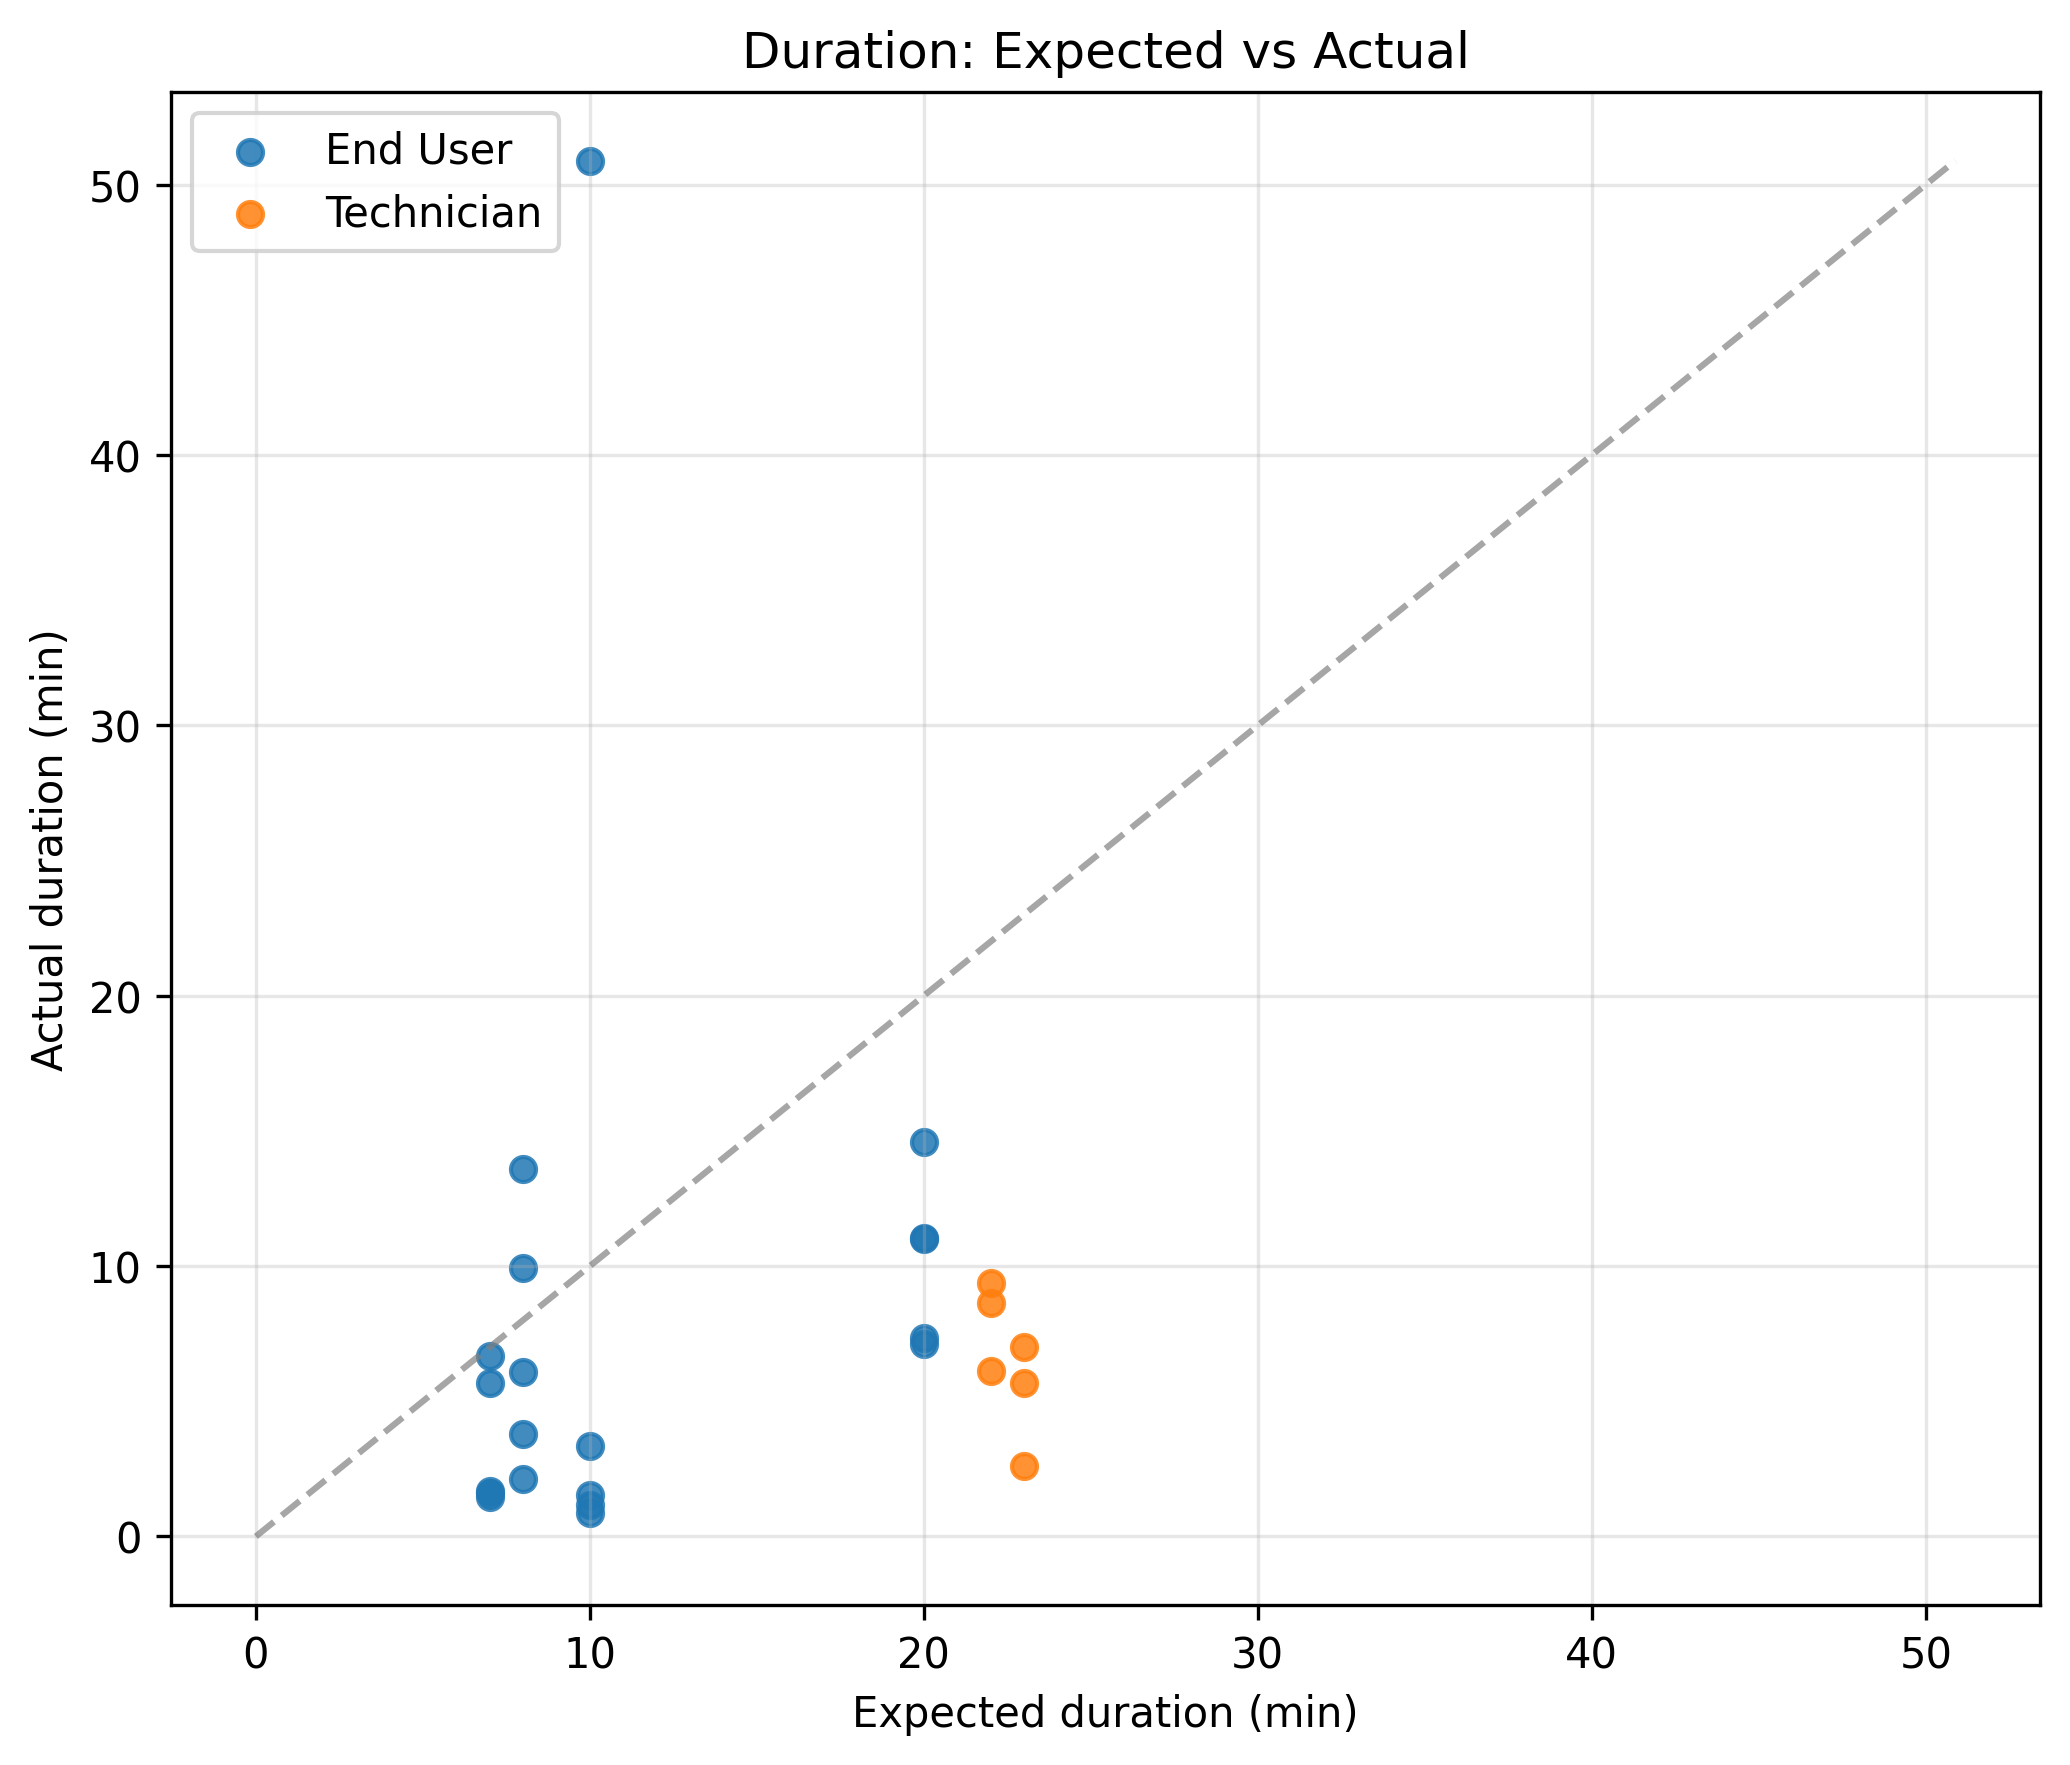 Duration: Expected vs Actual
End User
Technician
50
40
30
20
10
0
Actual duration (min)
0 10 20 30 40 50
Expected duration (min)